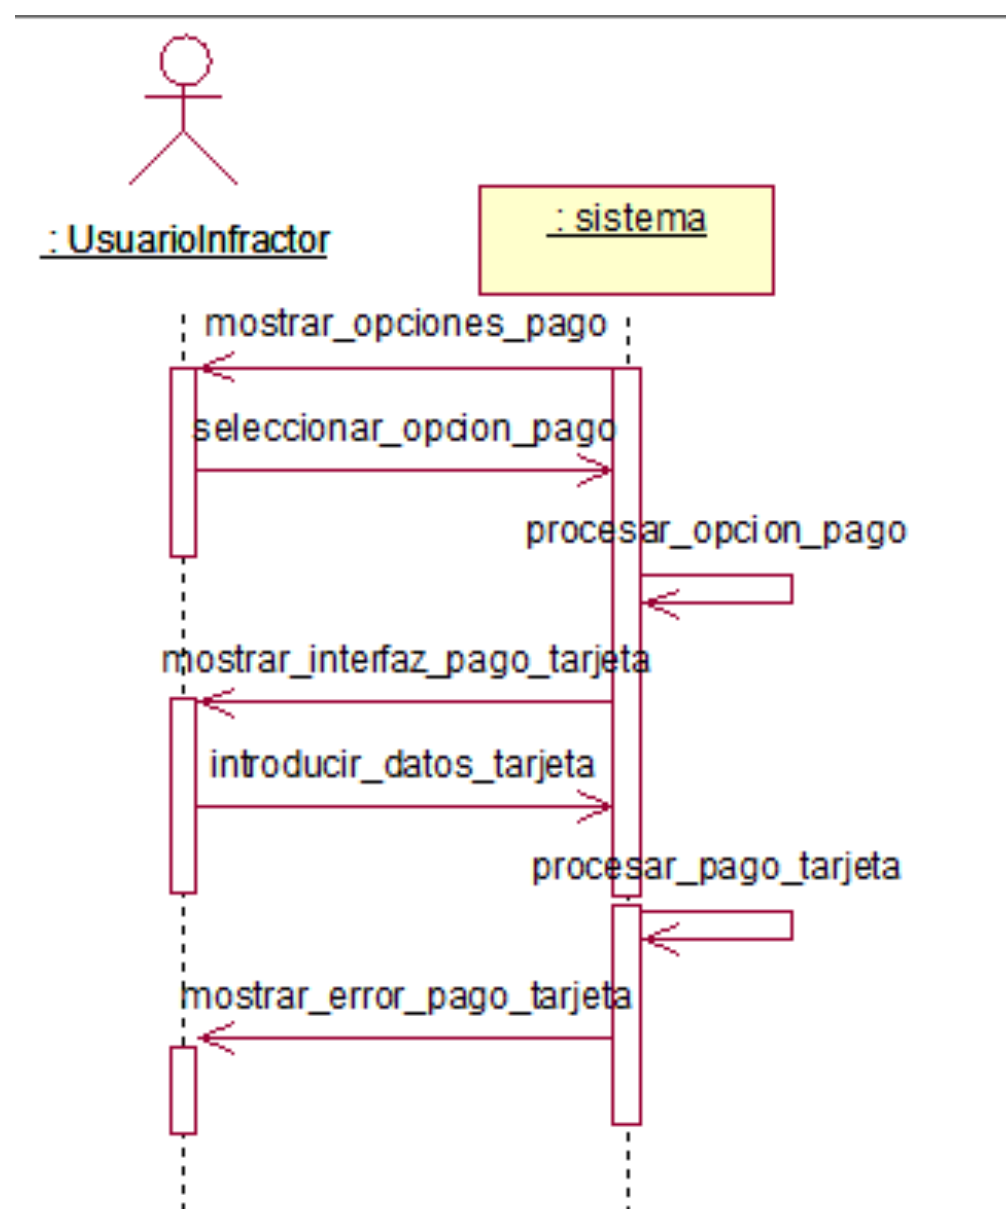 : UsuarioInfractor
: sistema
mostrar_opciones_pago
seleccionar_opcion_pago
procesar_opcion_pago
mostrar_interfaz_pago_tarjeta
introducir_datos_tarjeta
procesar_pago_tarjeta
mostrar_error_pago_tarjeta